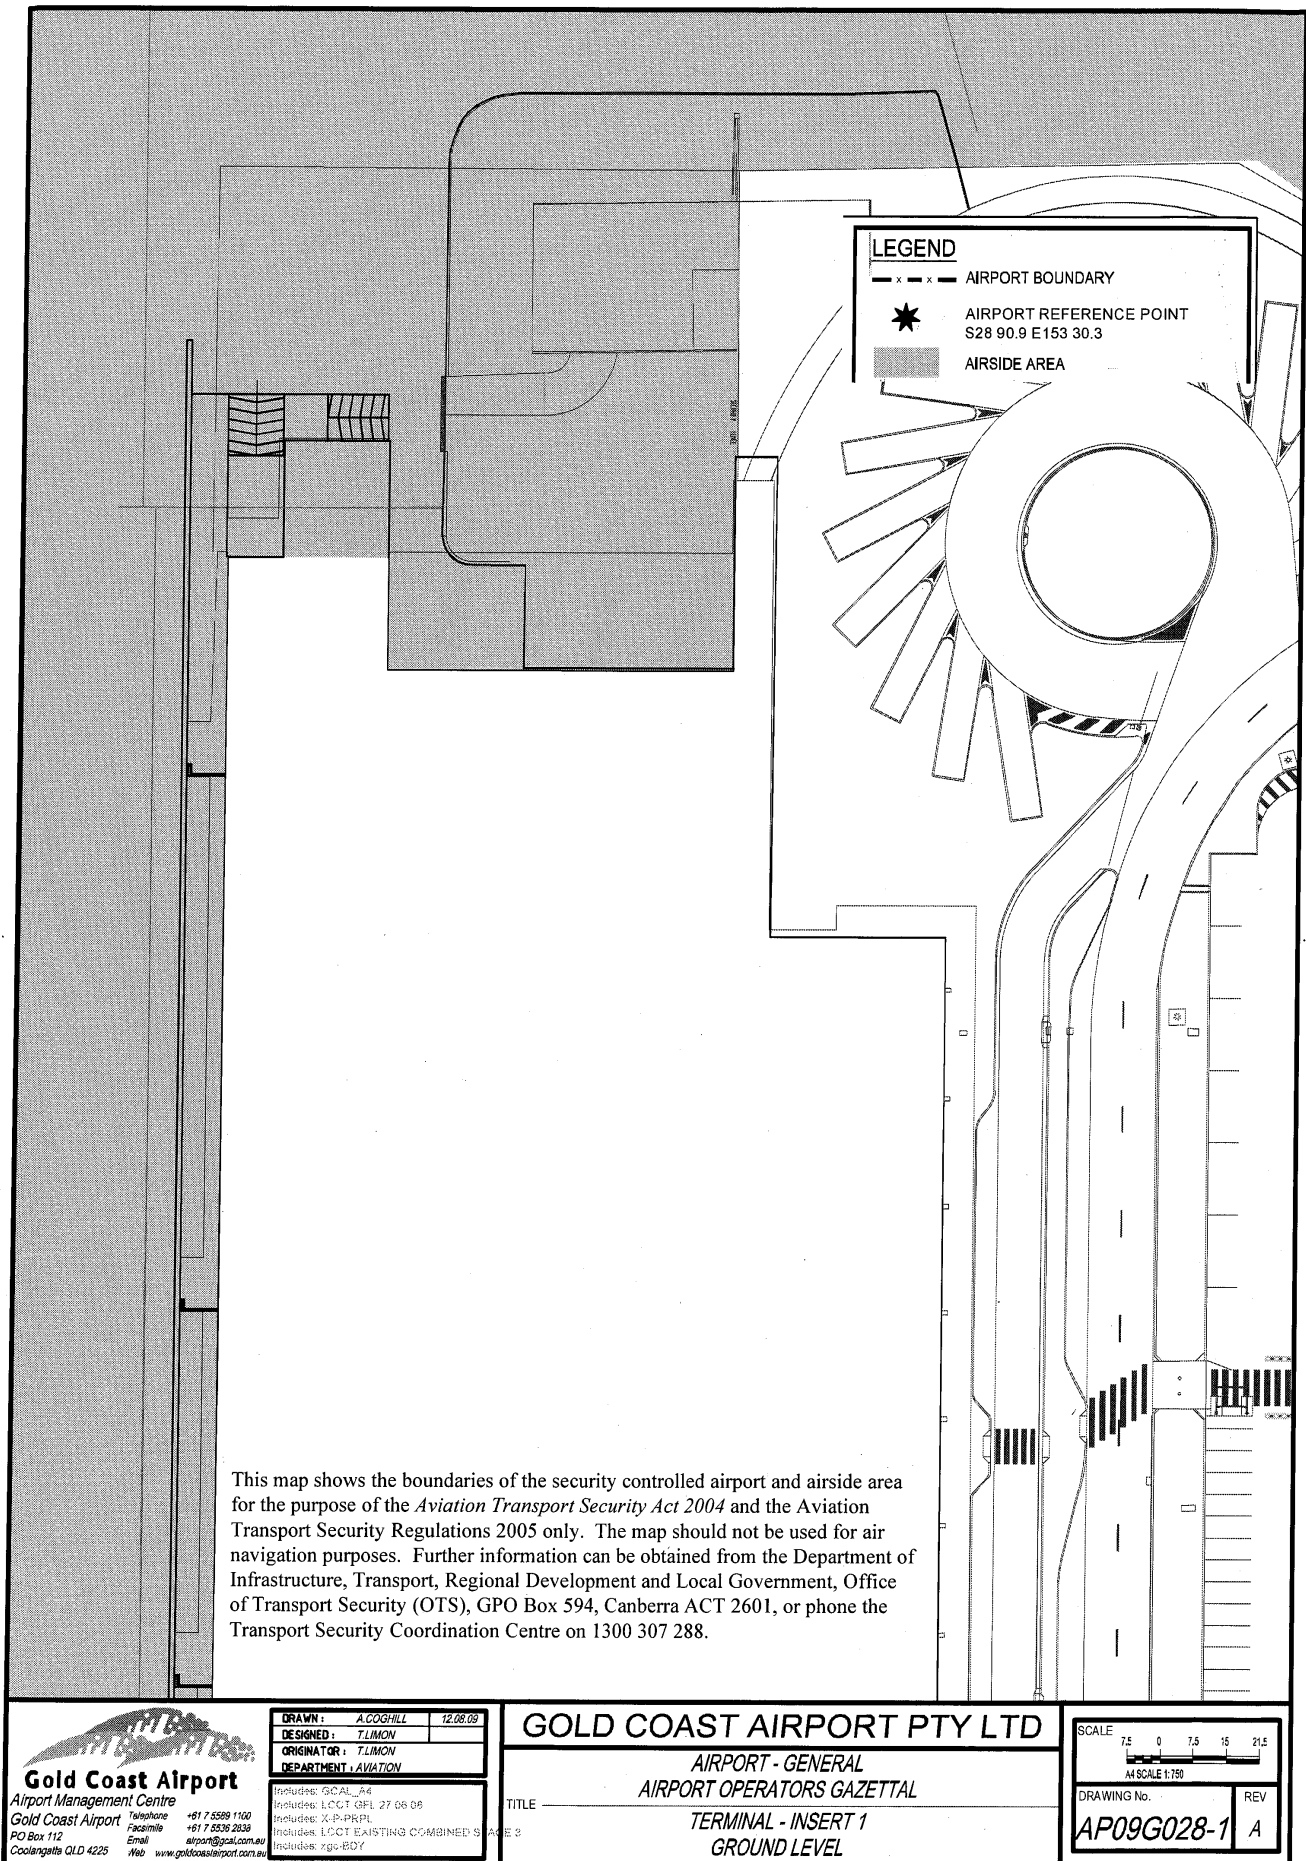 LEGEND
AIRPORT BOUNDARY
AIRPORT REFERENCE POINT
S28 90.9 E153 30.3
AIRSIDE AREA
This map shows the boundaries of the security controlled airport and airside area
for the purpose of the Aviation Transport Security Act 2004 and the Aviation
Transport Security Regulations 2005 only. The map should not be used for air
navigation purposes. Further information can be obtained from the Department of
Infrastructure, Transport, Regional Development and Local Government, Office
of Transport Security (OTS), GPO Box 594, Canberra ACT 2601, or phone the
Transport Security Coordination Centre on 1300 307 288.
Gold Coast Airport
Airport Management Centre
Gold Coast Airport
PO Box 112
Coolangatta QLD 4225
Telephone +61 7 5589 1100
Facsimile +61 7 5536 2838
Email airport@gcal.com.au
Web www.goldcoastairport.com.au
DRAWN : A.COGHILL 12.08.09
DESIGNED : T.LIMON
ORIGINATOR : T.LIMON
DEPARTMENT : AVIATION
Includes: GCAL_A4
Includes: LCCT GFL 27 06 08
Includes: X-P-PRPL
Includes: LCCT EXISTING COMBINED STAGE 3
Includes: xgc-BDY
GOLD COAST AIRPORT PTY LTD
TITLE
AIRPORT - GENERAL
AIRPORT OPERATORS GAZETTAL
TERMINAL - INSERT 1
GROUND LEVEL
SCALE
7.5 0 7.5 15 21.5
A4 SCALE 1:750
DRAWING No.
AP09G028-1
REV
A